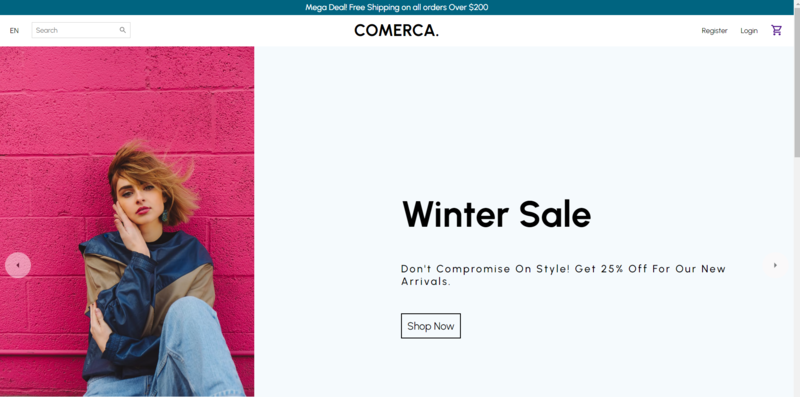 Mega Deal! Free Shipping on all orders Over $200
EN
Search
COMERCA.
Register
Login
Winter Sale
Don't Compromise On Style! Get 25% Off For Our New
Arrivals.
Shop Now